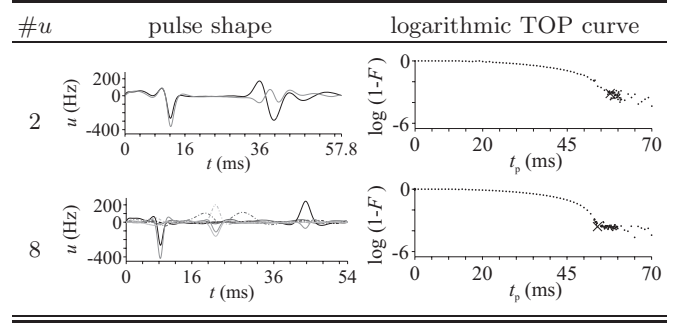 #u pulse shape logarithmic TOP curve
2
u (Hz)
200
0
-400
0 16 36 57.8
t (ms)
log (1-F )
0
-6
0 20 45 70
tp (ms)
8
u (Hz)
200
0
-400
0 16 36 54
t (ms)
log (1-F )
0
-6
0 20 45 70
tp (ms)